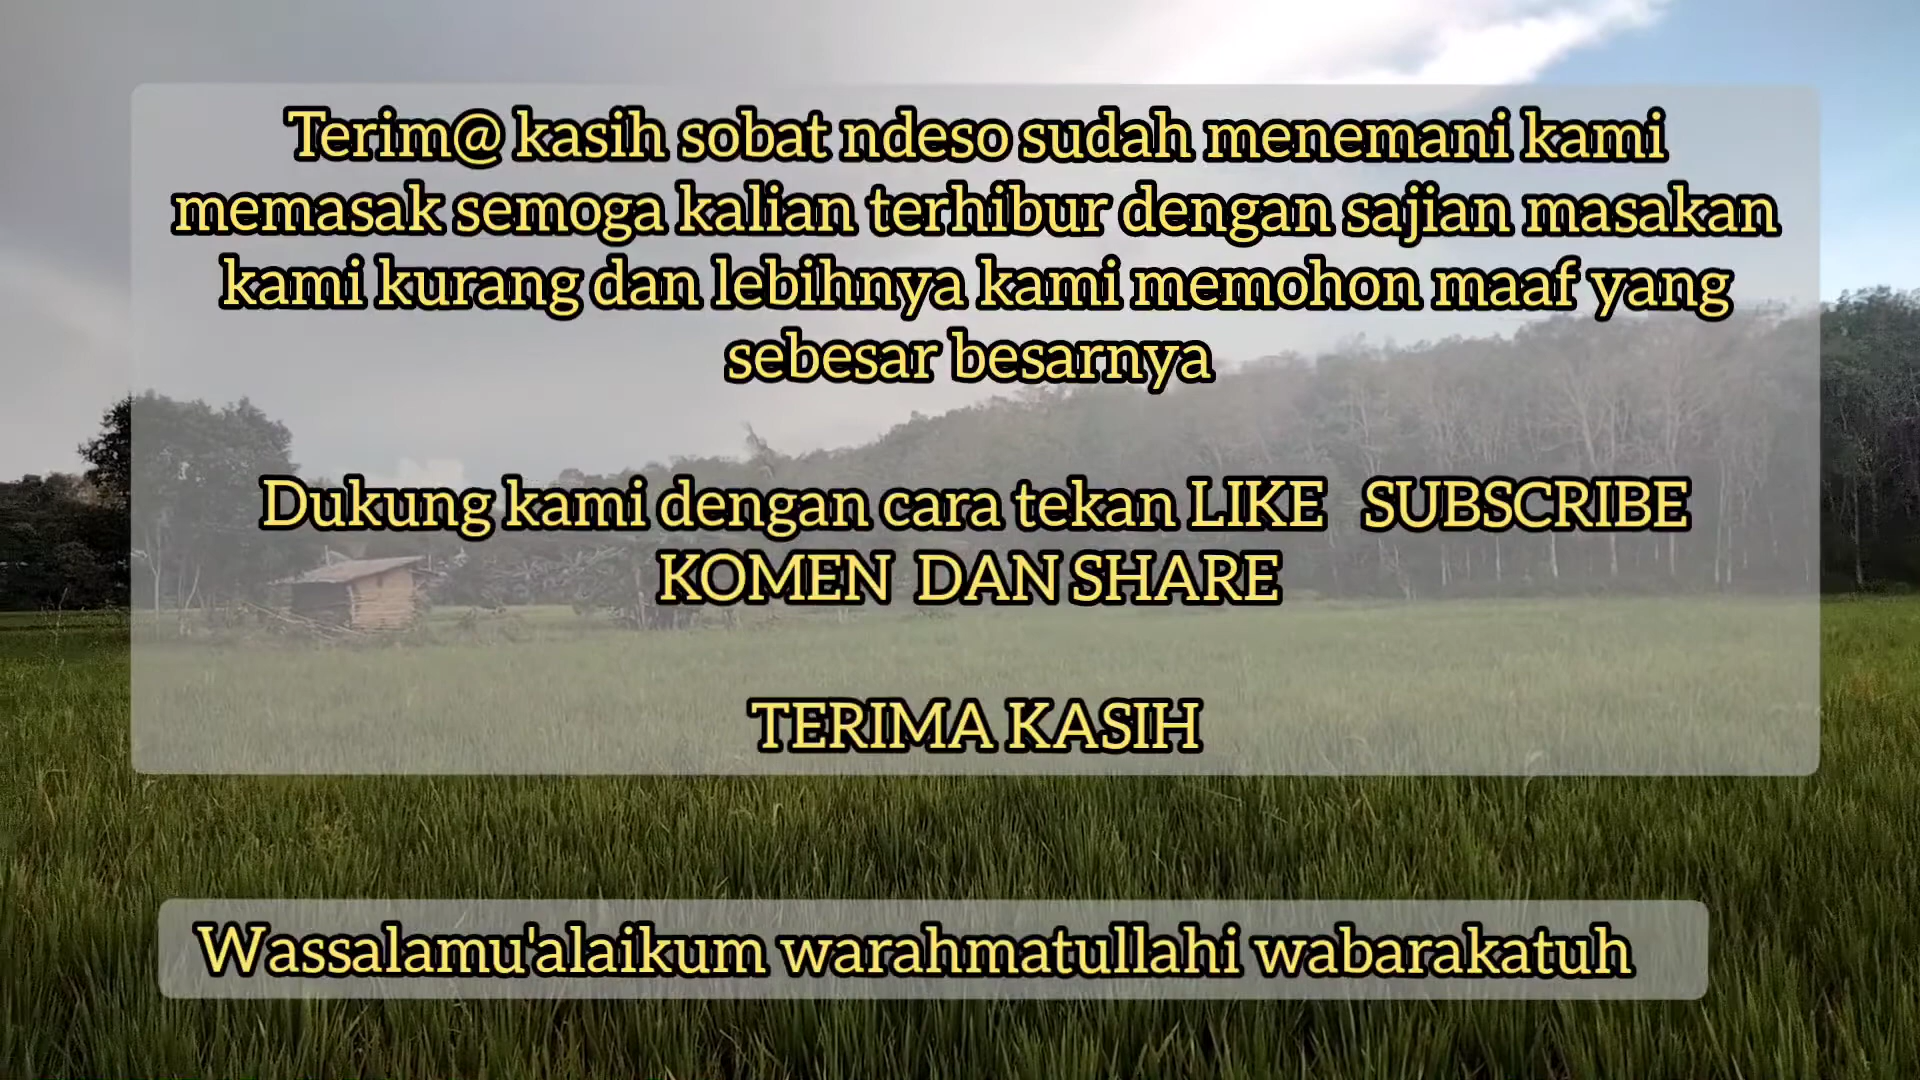 Terim@ kasih sobat ndeso sudah menemani kami
memasak semoga kalian terhibur dengan sajian masakan
kami kurang dan lebihnya kami memohon maaf yang
sebesar besarnya
Dukung kami dengan cara tekan LIKE SUBSCRIBE
KOMEN DAN SHARE
TERIMA KASIH
Wassalamu'alaikum warahmatullahi wabarakatuh